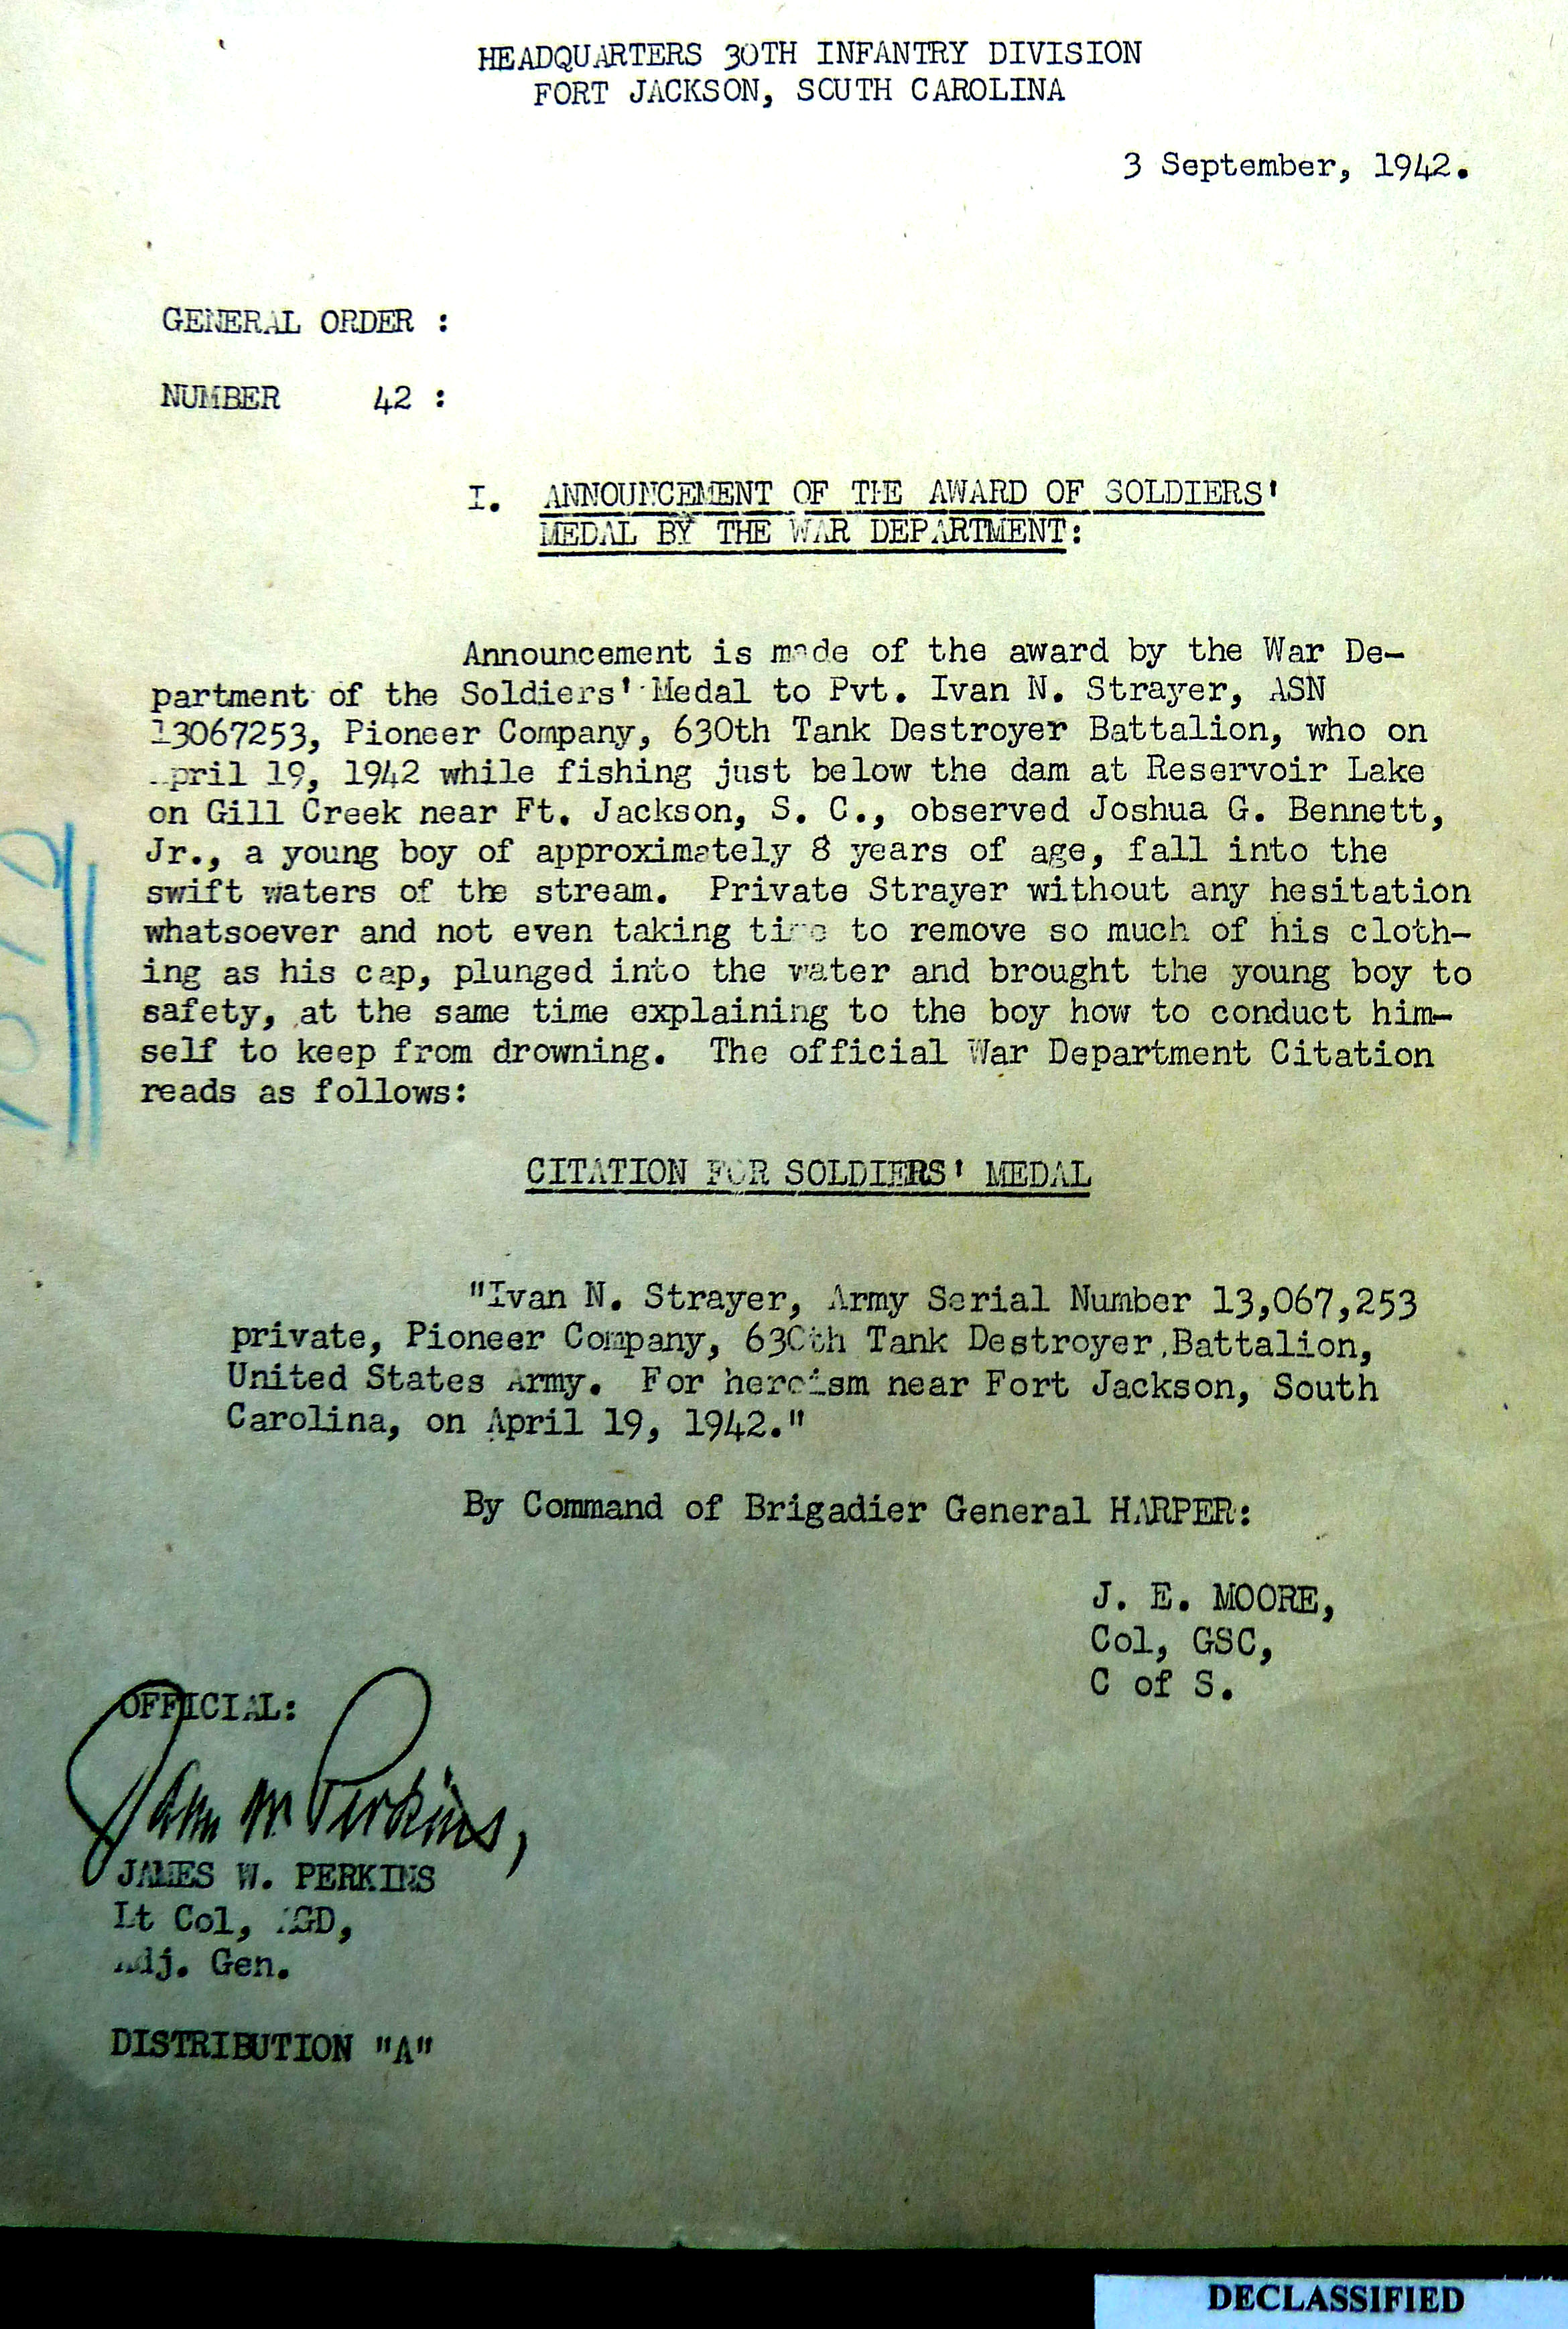 HEADQUARTERS 30TH INFANTRY DIVISION
FORT JACKSON, SOUTH CAROLINA
3 September, 1942.
GENERAL ORDER :
NUMBER 42 :
I. ANNOUNCEMENT OF THE AWARD OF SOLDIERS'
MEDAL BY THE WAR DEPARTMENT:
Announcement is made of the award by the War De-
partment of the Soldiers' Medal to Pvt. Ivan N. Strayer, ASN
13067253, Pioneer Company, 630th Tank Destroyer Battalion, who on
April 19, 1942 while fishing just below the dam at Reservoir Lake
on Gill Creek near Ft. Jackson, S. C., observed Joshua G. Bennett,
Jr., a young boy of approximately 8 years of age, fall into the
swift waters of the stream. Private Strayer without any hesitation
whatsoever and not even taking time to remove so much of his cloth-
ing as his cap, plunged into the water and brought the young boy to
safety, at the same time explaining to the boy how to conduct him-
self to keep from drowning. The official War Department Citation
reads as follows:
CITATION FOR SOLDIERS' MEDAL
"Ivan N. Strayer, Army Serial Number 13,067,253
private, Pioneer Company, 630th Tank Destroyer Battalion,
United States Army. For heroism near Fort Jackson, South
Carolina, on April 19, 1942."
By Command of Brigadier General HARPER:
J. E. MOORE,
Col, GSC,
C of S.
OFFICIAL:
James W Perkins,
JAMES W. PERKINS
Lt Col, AGD,
Adj. Gen.
DISTRIBUTION "A"
DECLASSIFIED